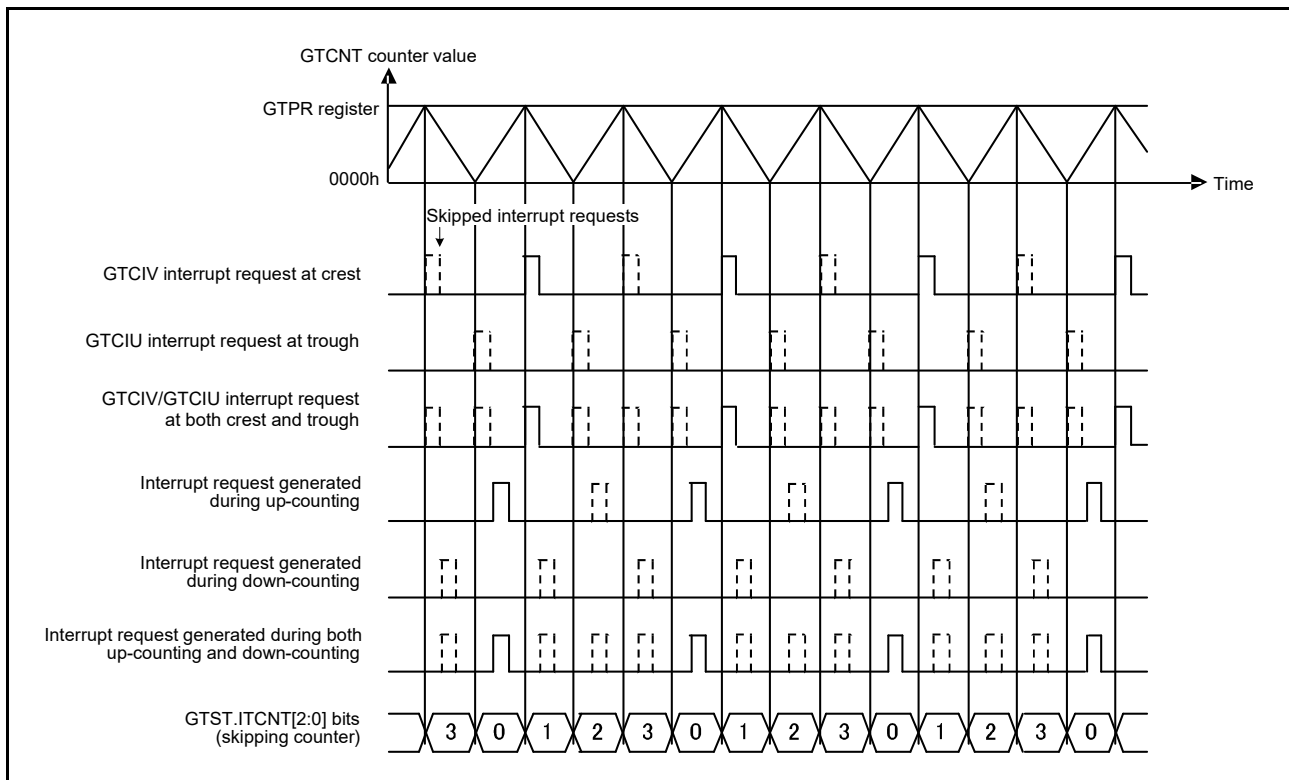 GTCNT counter value
GTPR register
0000h
Time
Skipped interrupt requests
GTCIV interrupt request at crest
GTCIU interrupt request at trough
GTCIV/GTCIU interrupt request
at both crest and trough
Interrupt request generated
during up-counting
Interrupt request generated
during down-counting
Interrupt request generated during both
up-counting and down-counting
GTST.ITCNT[2:0] bits
(skipping counter)
3 0 1 2 3 0 1 2 3 0 1 2 3 0